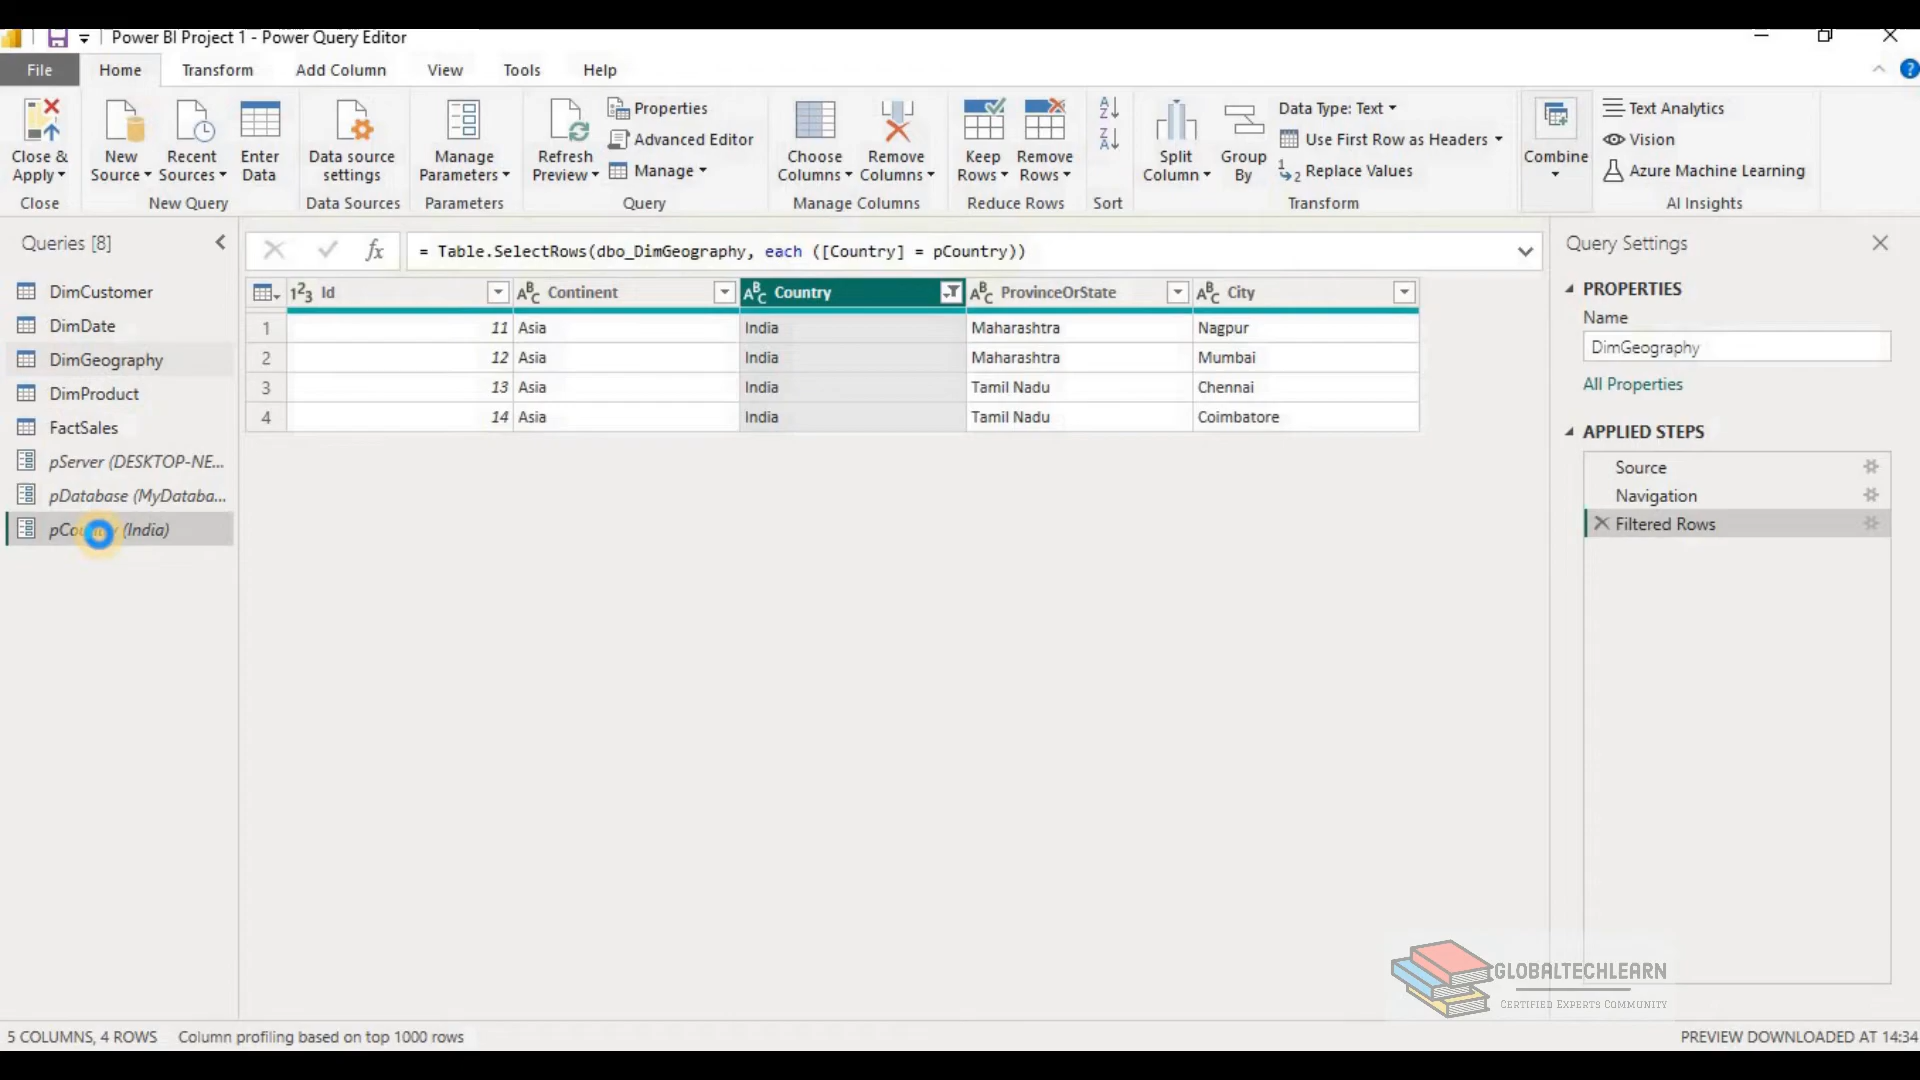 Power BI Project 1 - Power Query Editor
File Home Transform Add Column View Tools Help
Close & Apply
Close
New Source
Recent Sources
Enter Data
New Query
Data source settings
Data Sources
Manage Parameters
Parameters
Refresh Preview
Properties
Advanced Editor
Manage
Query
Choose Columns
Remove Columns
Manage Columns
Keep Rows
Remove Rows
Reduce Rows
Sort
Split Column
Group By
Data Type: Text
Use First Row as Headers
Replace Values
Transform
Combine
Text Analytics
Vision
Azure Machine Learning
AI Insights
Queries [8]
DimCustomer
DimDate
DimGeography
DimProduct
FactSales
pServer (DESKTOP-NE...
pDatabase (MyDataba...
(India)
= Table.SelectRows(dbo_DimGeography, each ([Country] = pCountry))
Id Continent Country ProvinceOrState City
1 11 Asia India Maharashtra Nagpur
2 12 Asia India Maharashtra Mumbai
3 13 Asia India Tamil Nadu Chennai
4 14 Asia India Tamil Nadu Coimbatore
Query Settings
PROPERTIES
Name
DimGeography
All Properties
APPLIED STEPS
Source
Navigation
Filtered Rows
GLOBALTECHLEARN
CERTIFIED EXPERTS COMMUNITY
5 COLUMNS, 4 ROWS Column profiling based on top 1000 rows
PREVIEW DOWNLOADED AT 14:34